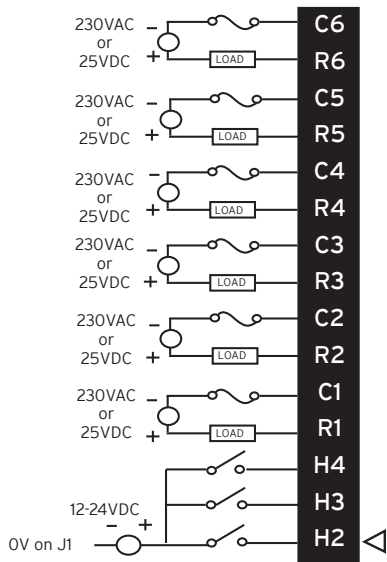 230VAC - C6
or
25VDC + LOAD R6
230VAC - C5
or
25VDC + LOAD R5
230VAC - C4
or
25VDC + LOAD R4
230VAC - C3
or
25VDC + LOAD R3
230VAC - C2
or
25VDC + LOAD R2
230VAC - C1
or
25VDC + LOAD R1
H4
12-24VDC H3
- +
0V on J1 H2